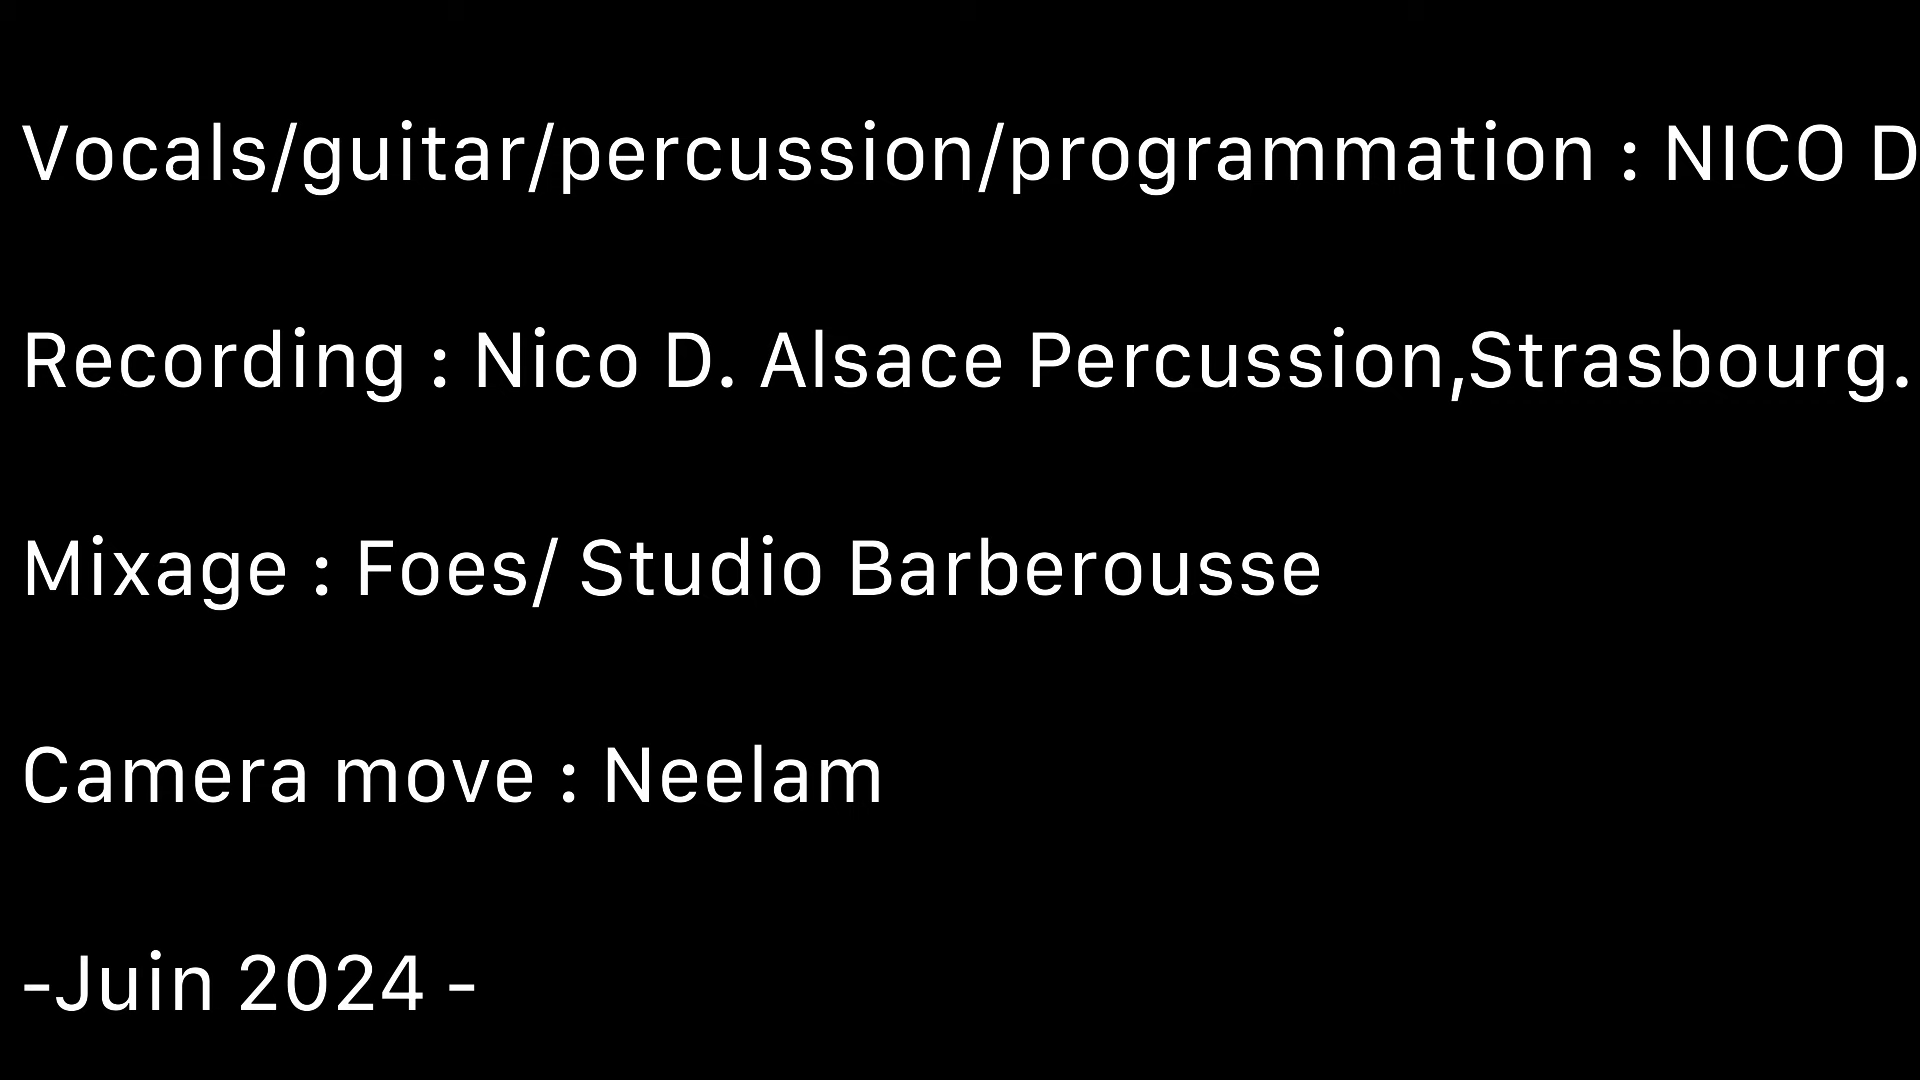 Vocals/guitar/percussion/programmation : NICO D
Recording : Nico D. Alsace Percussion,Strasbourg.
Mixage : Foes/ Studio Barberousse
Camera move : Neelam
-Juin 2024 -